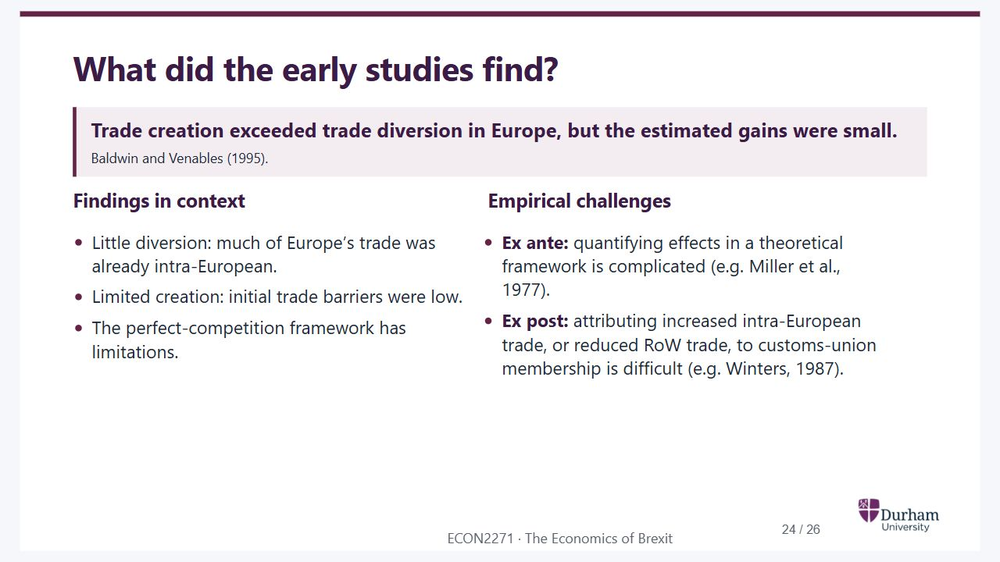 What did the early studies find?
Trade creation exceeded trade diversion in Europe, but the estimated gains were small.
Baldwin and Venables (1995).
Findings in context
• Little diversion: much of Europe’s trade was
already intra-European.
• Limited creation: initial trade barriers were low.
• The perfect-competition framework has
limitations.
Empirical challenges
• Ex ante: quantifying effects in a theoretical
framework is complicated (e.g. Miller et al.,
1977).
• Ex post: attributing increased intra-European
trade, or reduced RoW trade, to customs-union
membership is difficult (e.g. Winters, 1987).
ECON2271 · The Economics of Brexit
24 / 26
Durham
University